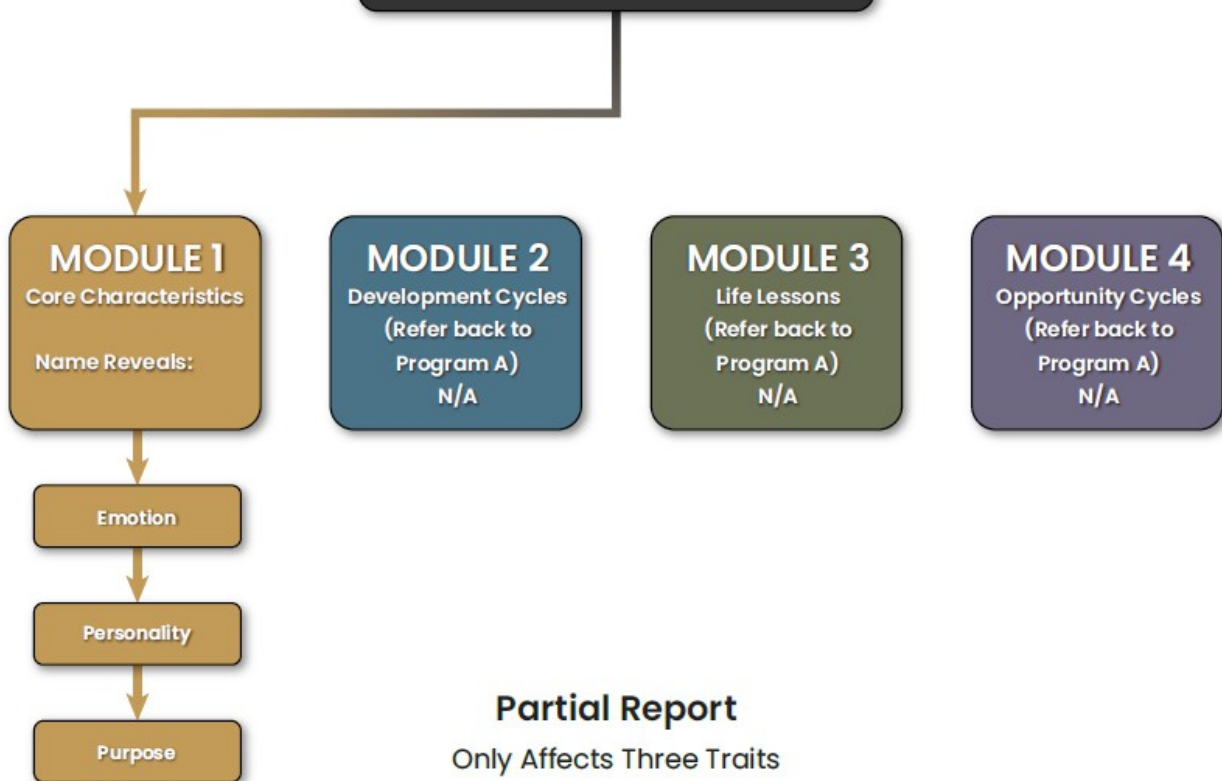 MODULE 1
Core Characteristics
Name Reveals:
MODULE 2
Development Cycles
(Refer back to
Program A)
N/A
MODULE 3
Life Lessons
(Refer back to
Program A)
N/A
MODULE 4
Opportunity Cycles
(Refer back to
Program A)
N/A
Emotion
Personality
Purpose
Partial Report
Only Affects Three Traits